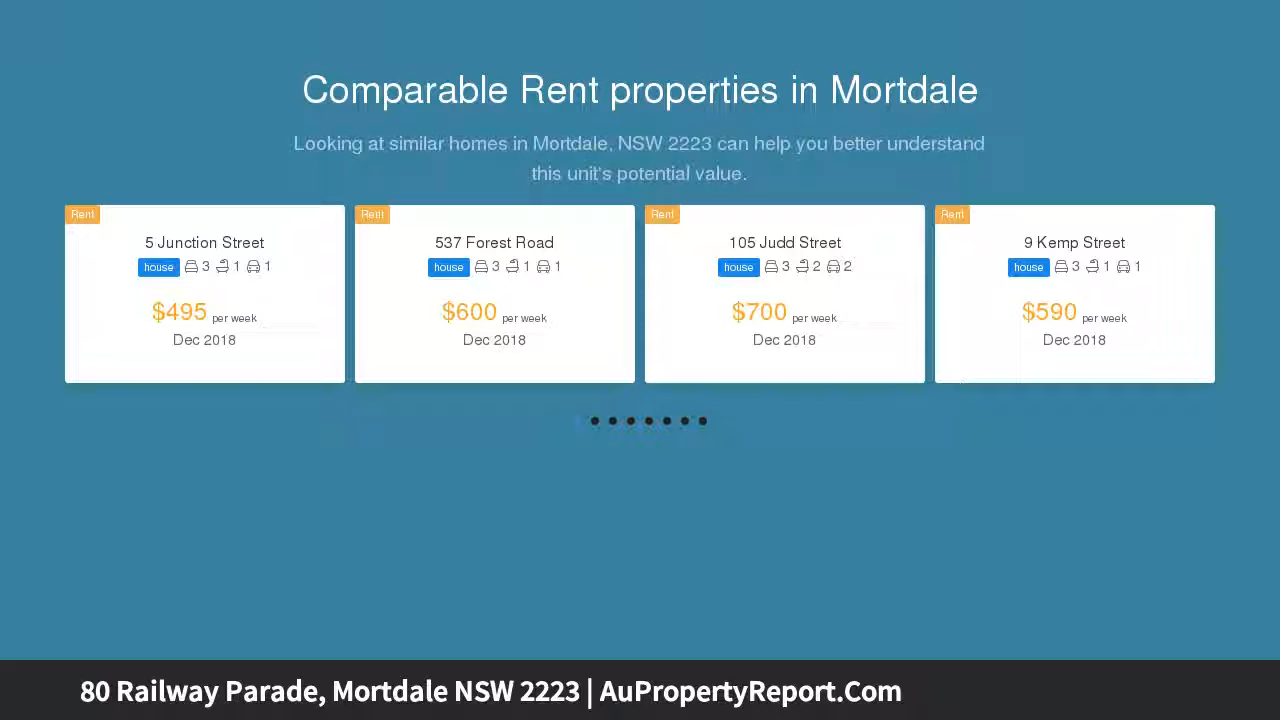 Comparable Rent properties in Mortdale
Looking at similar homes in Mortdale, NSW 2223 can help you better understand
this unit's potential value.
Rent
5 Junction Street
house 3 1 1
$495 per week
Dec 2018
Rent
537 Forest Road
house 3 1 1
$600 per week
Dec 2018
Rent
105 Judd Street
house 3 2 2
$700 per week
Dec 2018
Rent
9 Kemp Street
house 3 1 1
$590 per week
Dec 2018
80 Railway Parade, Mortdale NSW 2223 | AuPropertyReport.Com